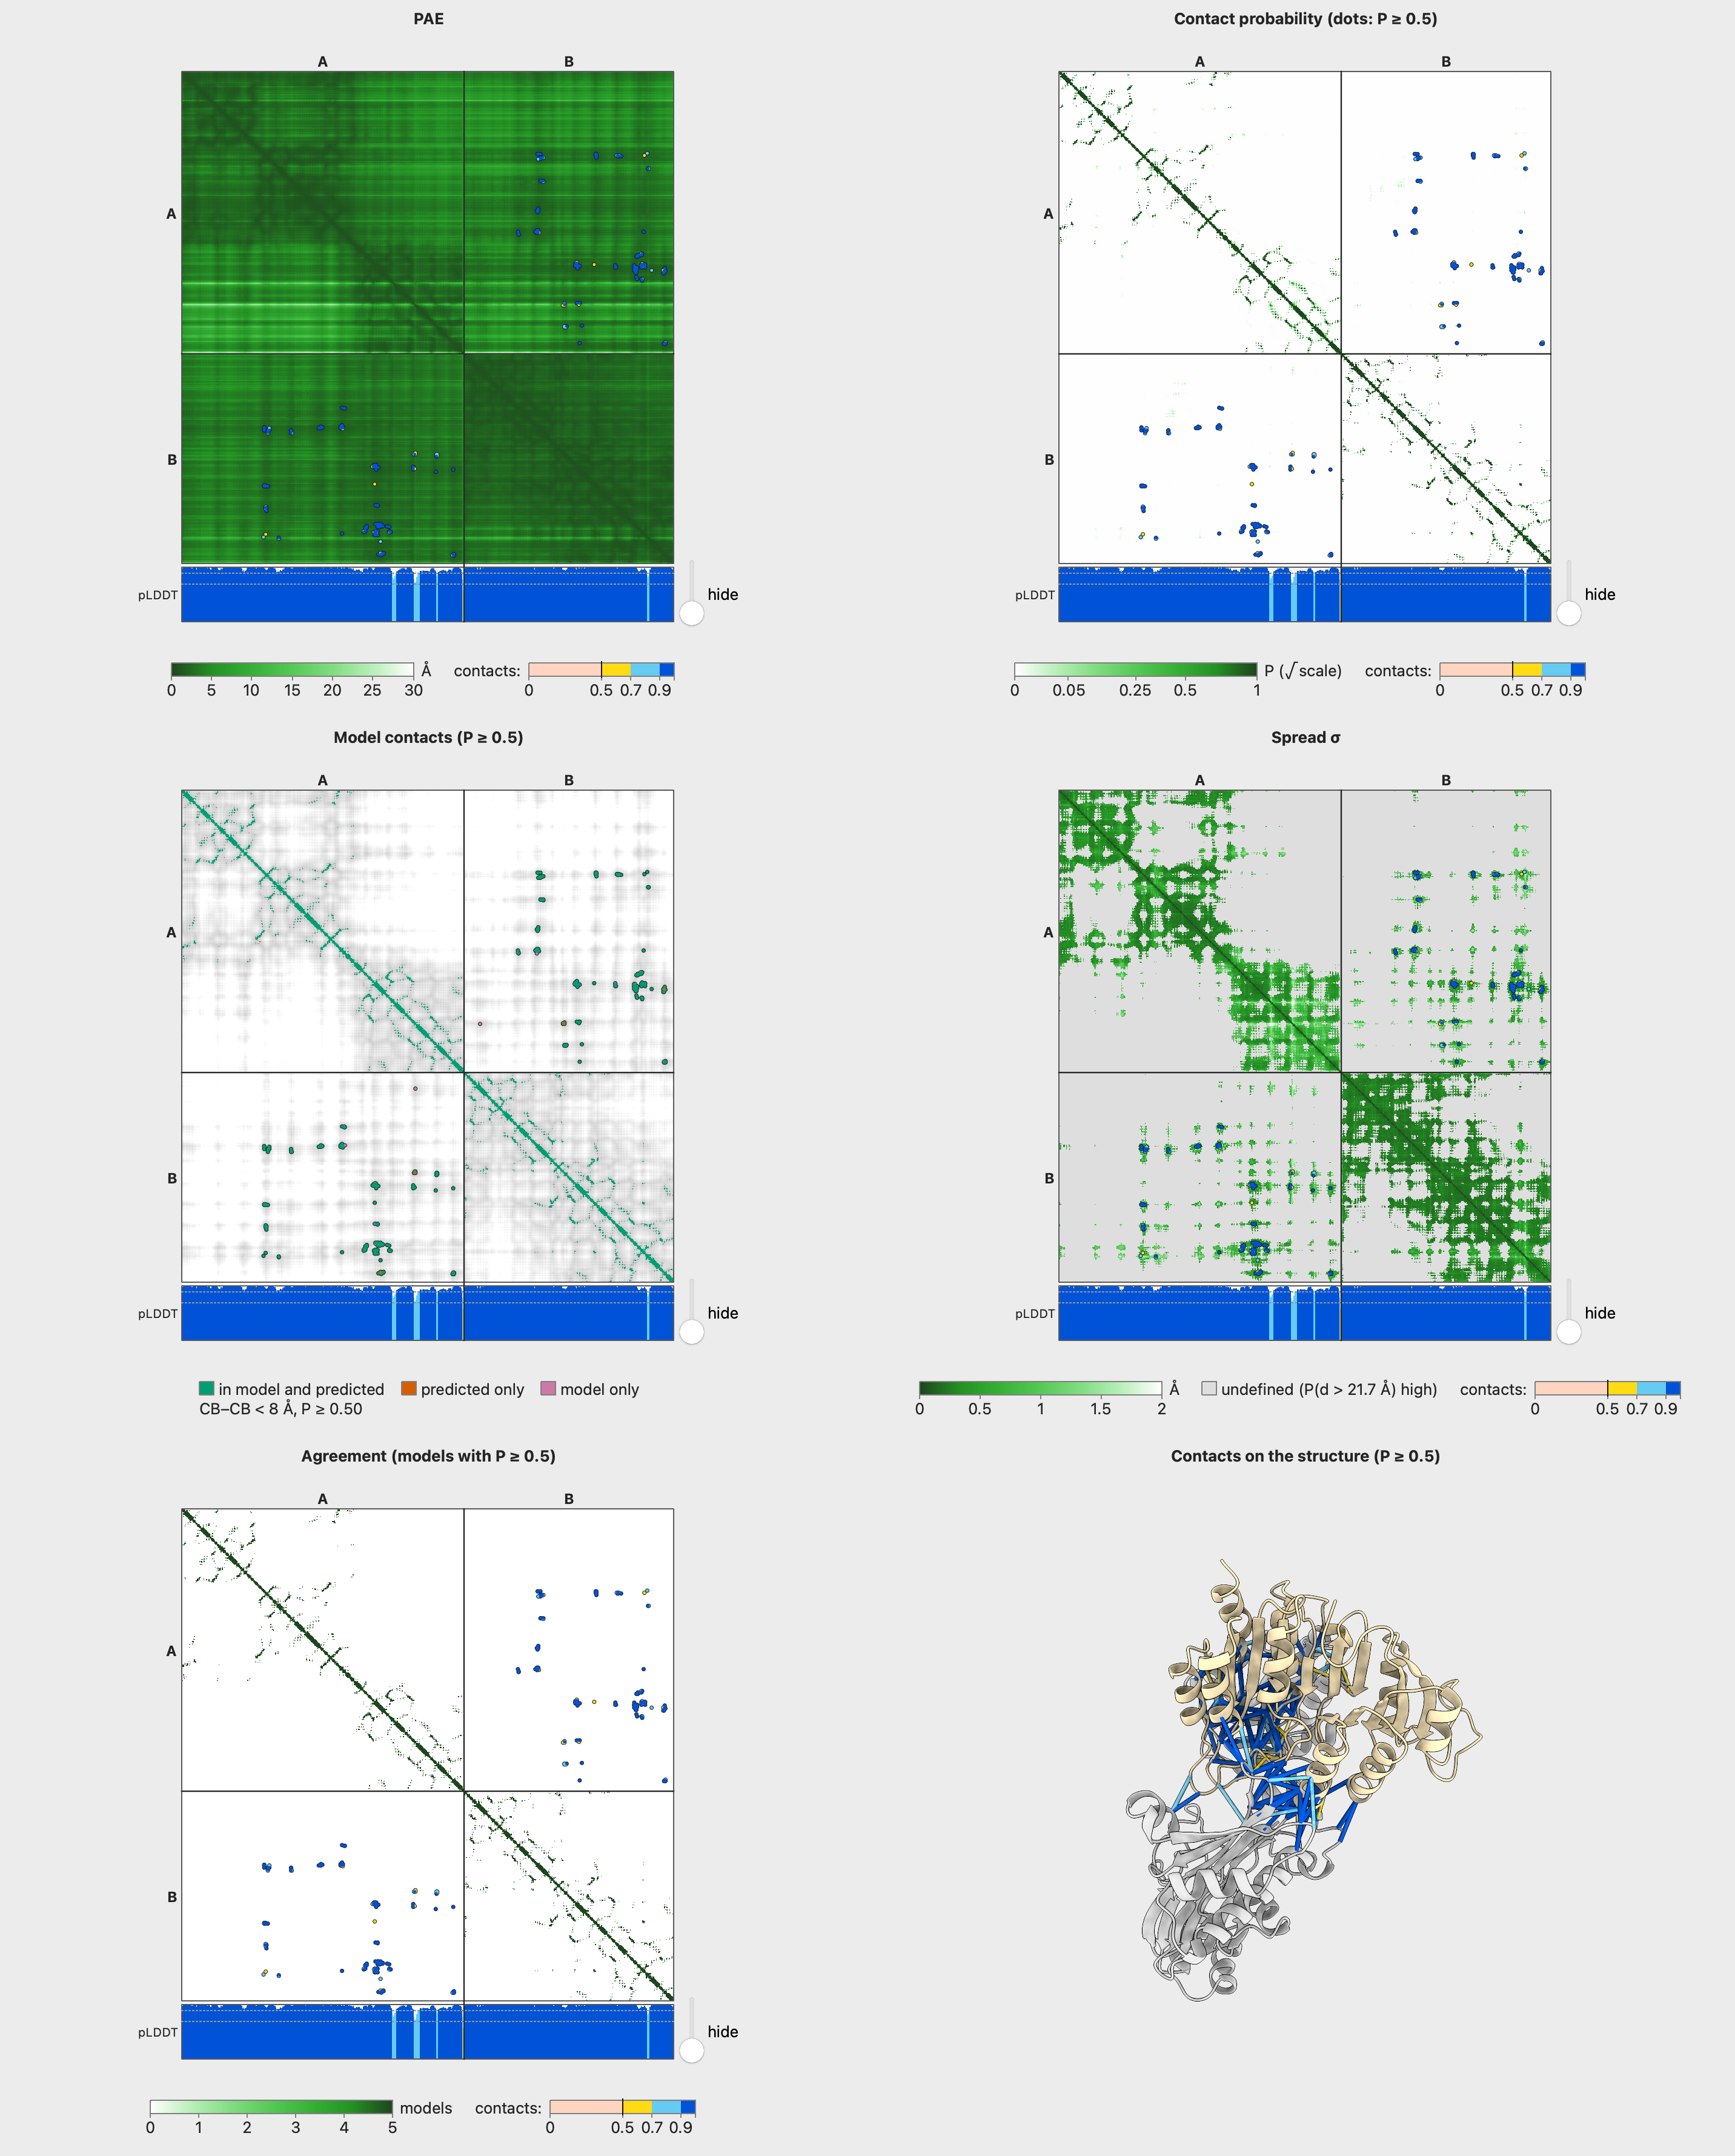 PAE
Contact probability (dots: P ≥ 0.5)
A B
A B
A
A
B
B
pLDDT hide
pLDDT hide
Å contacts:
0 5 10 15 20 25 30 0 0.5 0.7 0.9
P (√ scale) contacts:
0 0.05 0.25 0.5 1 0 0.5 0.7 0.9
Model contacts (P ≥ 0.5)
Spread σ
A B
A B
A
A
B
B
pLDDT hide
pLDDT hide
in model and predicted predicted only model only
CB–CB < 8 Å, P ≥ 0.50
Å undefined (P(d > 21.7 Å) high) contacts:
0 0.5 1 1.5 2 0 0.5 0.7 0.9
Agreement (models with P ≥ 0.5)
Contacts on the structure (P ≥ 0.5)
A B
A
B
pLDDT hide
models contacts:
0 1 2 3 4 5 0 0.5 0.7 0.9